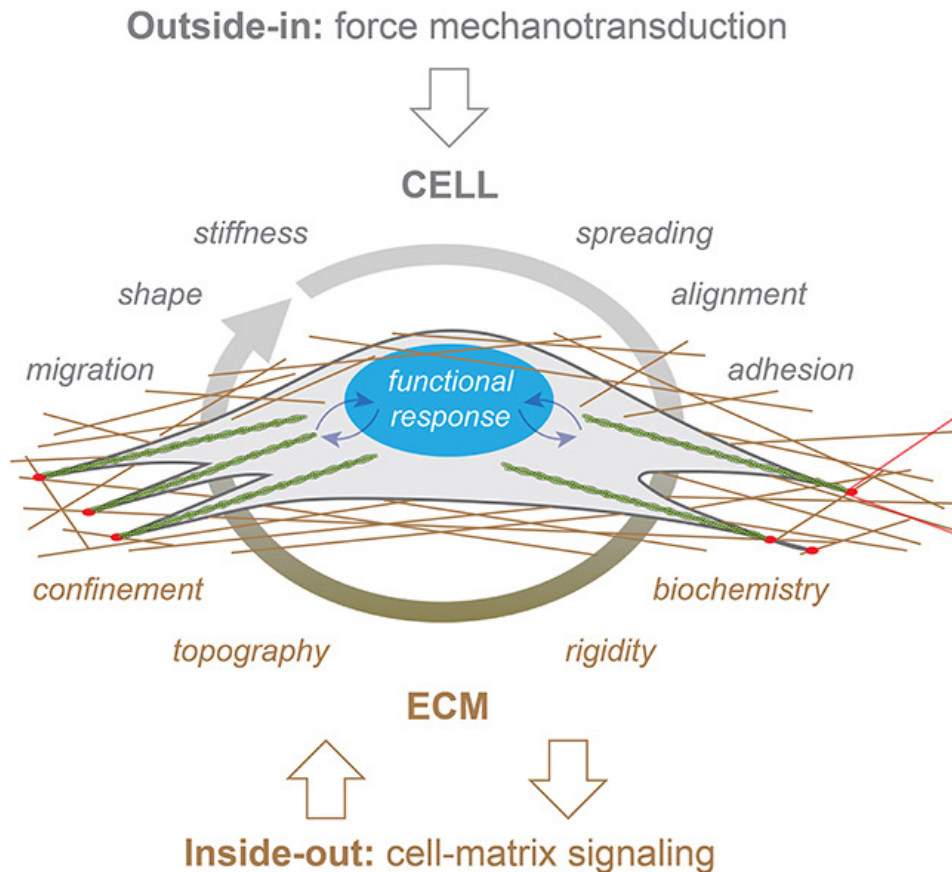 Outside-in: force mechanotransduction
CELL
stiffness
spreading
shape
alignment
migration
adhesion
functional
response
confinement
biochemistry
topography
rigidity
ECM
Inside-out: cell-matrix signaling